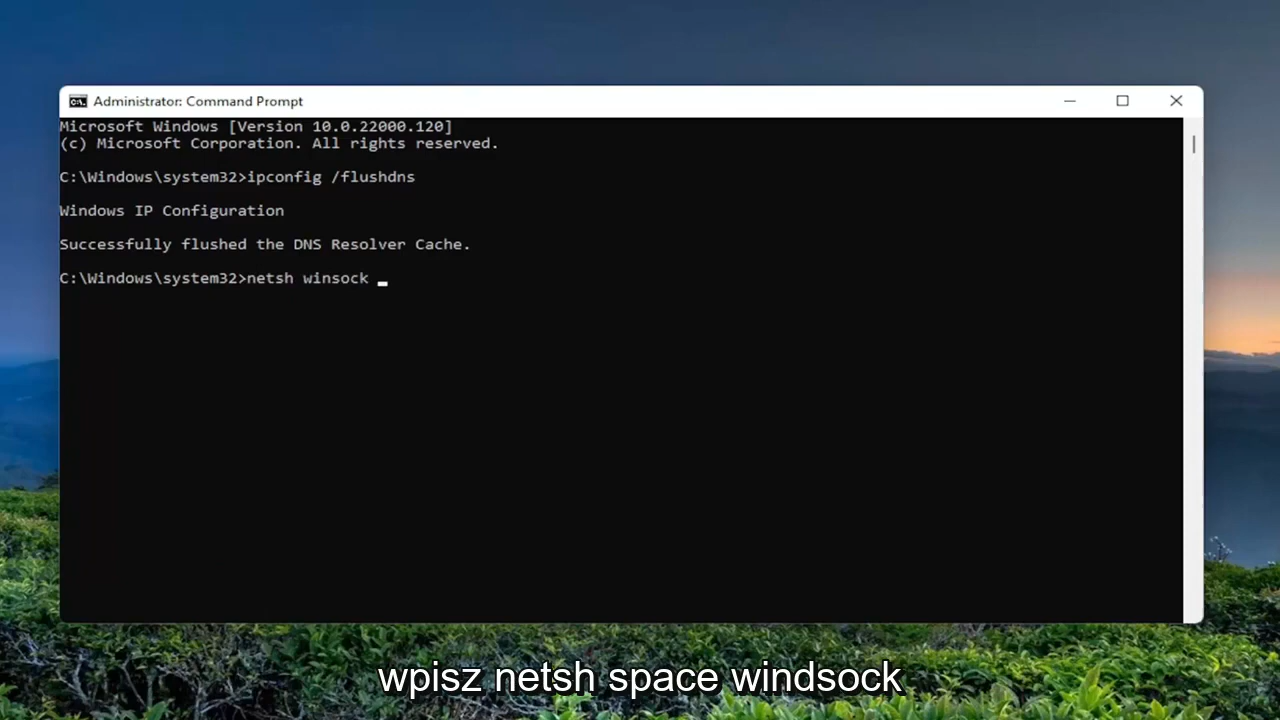 Administrator: Command Prompt
Microsoft Windows [Version 10.0.22000.120]
(c) Microsoft Corporation. All rights reserved.
C:\Windows\system32>ipconfig /flushdns
Windows IP Configuration
Successfully flushed the DNS Resolver Cache.
C:\Windows\system32>netsh winsock
wpisz netsh space windsock